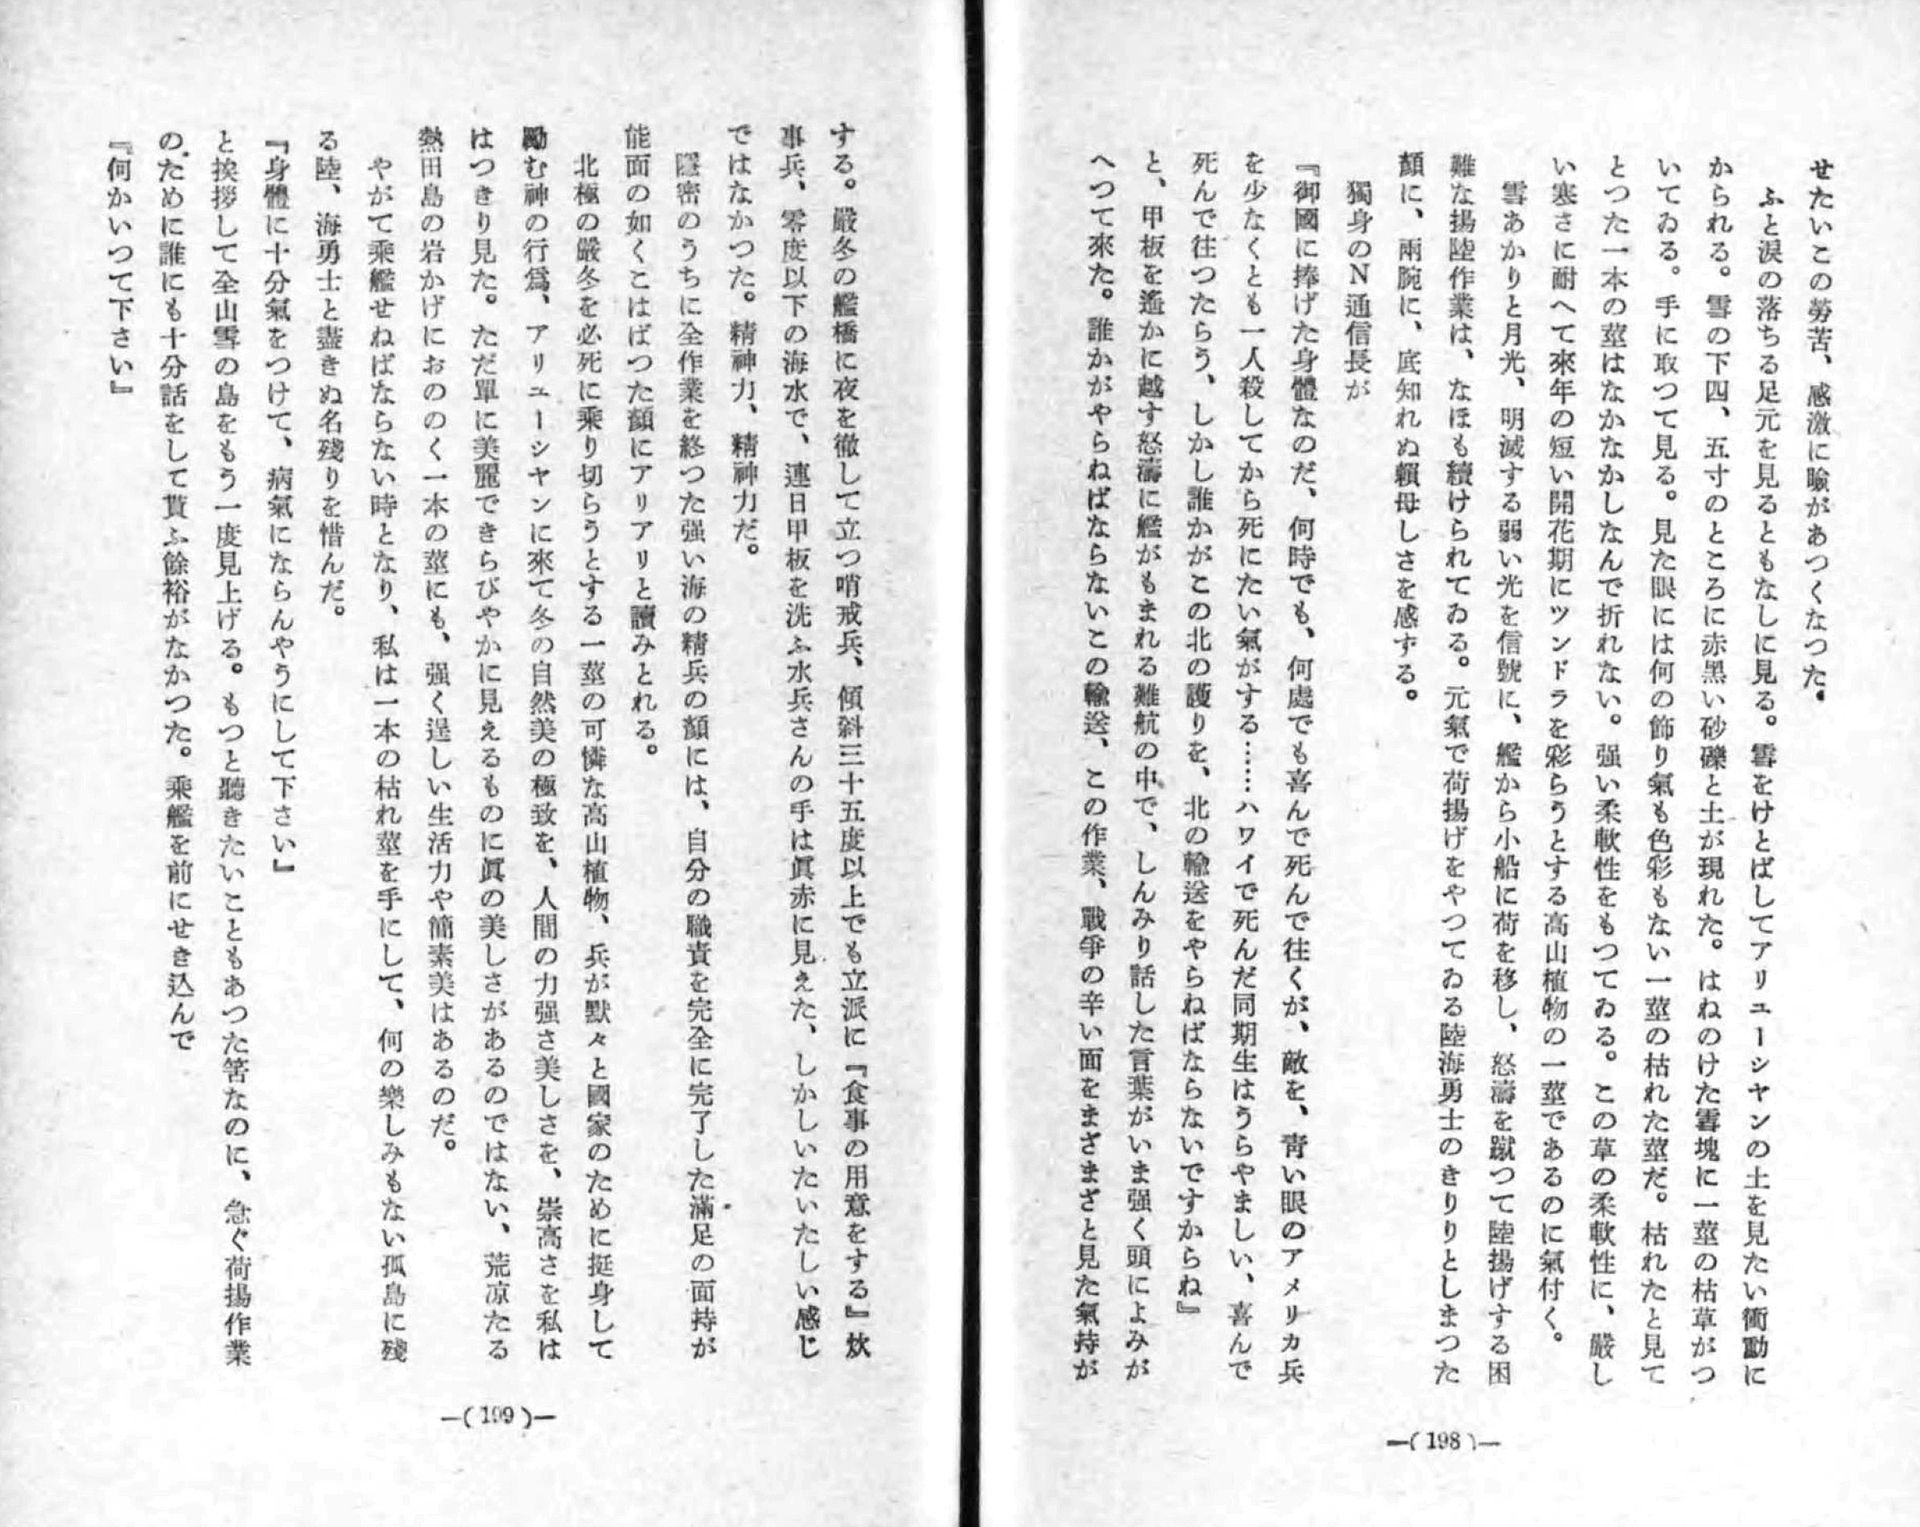 せたいこの勞苦、感激に瞼があつくなつた。
ふと涙の落ちる足元を見るともなしに見る。雪をけとばしてアリユーシヤンの土を見たい衝動に
かられる。雪の下四、五寸のところに赤黑い砂礫と土が現れた。はねのけた雪塊に一莖の枯草がつ
いてゐる。手に取つて見る。見た眼には何の飾り氣も色彩もない一莖の枯れた莖だ。枯れたと見て
とつた一本の莖はなかなかしなんで折れない。强い柔軟性をもつてゐる。この草の柔軟性に、嚴し
い寒さに耐へて來年の短い開花期にツンドラを彩らうとする高山植物の一莖であるのに氣付く。
雪あかりと月光、明滅する弱い光を信號に、艦から小船に荷を移し、怒濤を蹴つて陸揚げする困
難な揚陸作業は、なほも續けられてゐる。元氣で荷揚げをやつてゐる陸海勇士のきりりとしまつた
顏に、兩腕に、底知れぬ賴母しさを感ずる。
獨身のN通信長が
『御國に捧げた身體なのだ、何時でも、何處でも喜んで死んで往くが、敵を、靑い眼のアメリカ兵
を少なくとも一人殺してから死にたい氣がする……ハワイで死んだ同期生はうらやましい、喜んで
死んで往つたらう、しかし誰かがこの北の護りを、北の輸送をやらねばならないですからね』
と、甲板を遙かに越す怒濤に艦がもまれる難航の中で、しんみり話した言葉がいま强く頭によみが
へつて來た。誰かがやらねばならないこの輸送、この作業、戰爭の辛い面をまざまざと見た氣持が
—( 198 )—
する。嚴冬の艦橋に夜を徹して立つ哨戒兵、傾斜三十五度以上でも立派に『食事の用意をする』炊
事兵、零度以下の海水で、連日甲板を洗ふ水兵さんの手は眞赤に見えた、しかしいたいたしい感じ
ではなかつた。精神力、精神力だ。
隱密のうちに全作業を終つた强い海の精兵の顏には、自分の職責を完全に完了した滿足の面持が
能面の如くこはばつた顏にアリアリと讀みとれる。
北極の嚴冬を必死に乘り切らうとする一莖の可憐な高山植物、兵が默々と國家のために挺身して
勵む神の行爲、アリユーシヤンに來て冬の自然美の極致を、人間の力强さ美しさを、崇高さを私は
はつきり見た。ただ單に美麗できらびやかに見えるものに眞の美しさがあるのではない、荒凉たる
熱田島の岩かげにおののく一本の莖にも、强く逞しい生活力や簡素美はあるのだ。
やがて乘艦せねばならない時となり、私は一本の枯れ莖を手にして、何の樂しみもない孤島に殘
る陸、海勇士と盡きぬ名殘りを惜んだ。
『身體に十分氣をつけて、病氣にならんやうにして下さい』
と挨拶して全山雪の島をもう一度見上げる。もつと聽きたいこともあつた筈なのに、急ぐ荷揚作業
のために誰にも十分話をして貰ふ餘裕がなかつた。乘艦を前にせき込んで
『何かいつて下さい』
—( 199 )—